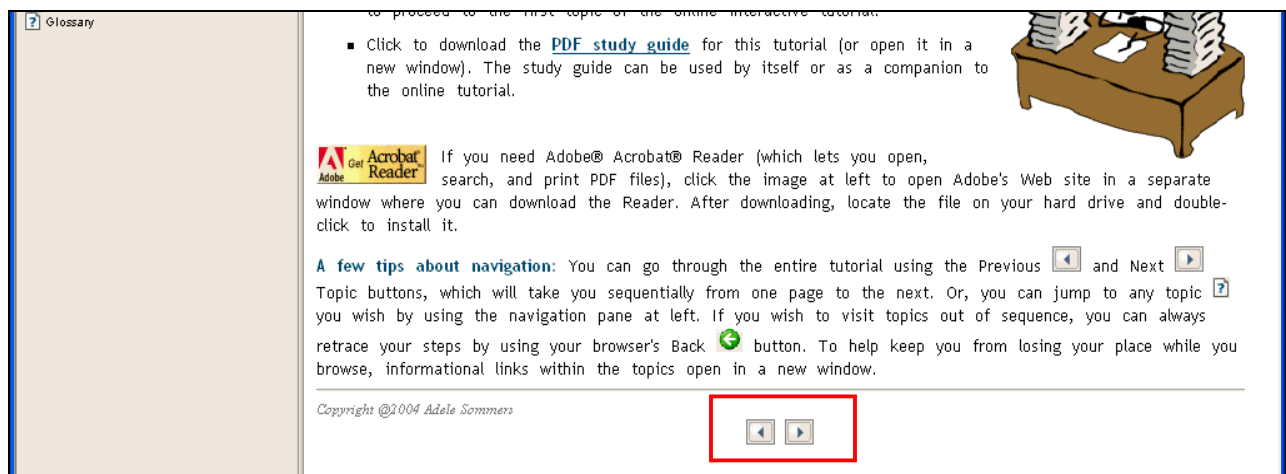 Glossary
to proceed to the first topic of the online interactive tutorial.
▪ Click to download the PDF study guide for this tutorial (or open it in a
new window). The study guide can be used by itself or as a companion to
the online tutorial.
Adobe
Get Acrobat
Reader
If you need Adobe® Acrobat® Reader (which lets you open,
search, and print PDF files), click the image at left to open Adobe's Web site in a separate
window where you can download the Reader. After downloading, locate the file on your hard drive and double-
click to install it.
A few tips about navigation: You can go through the entire tutorial using the Previous and Next
Topic buttons, which will take you sequentially from one page to the next. Or, you can jump to any topic
you wish by using the navigation pane at left. If you wish to visit topics out of sequence, you can always
retrace your steps by using your browser's Back button. To help keep you from losing your place while you
browse, informational links within the topics open in a new window.
Copyright @2004 Adele Sommers